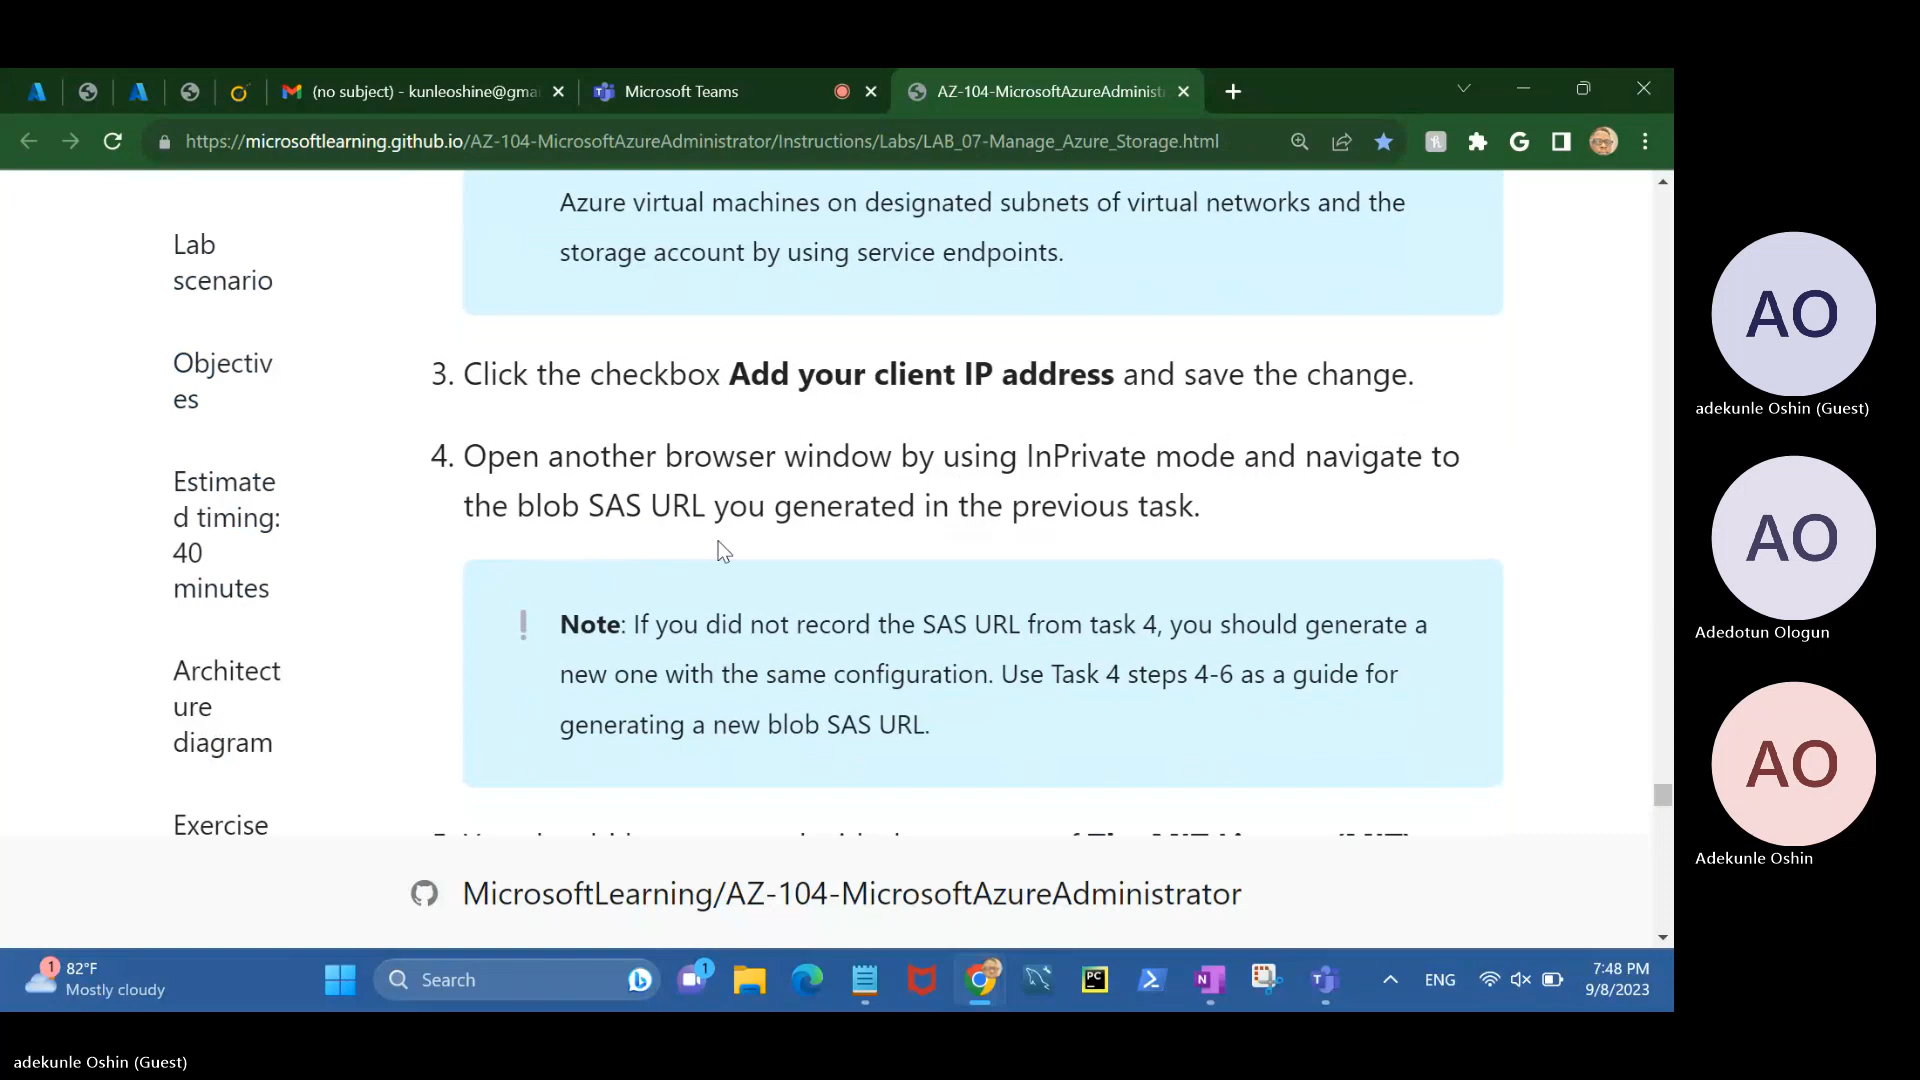 (no subject) - kunleoshine@gma
Microsoft Teams
AZ-104-MicrosoftAzureAdminist
https://microsoftlearning.github.io/AZ-104-MicrosoftAzureAdministrator/Instructions/Labs/LAB_07-Manage_Azure_Storage.html
Lab
scenario
Objectiv
es
Estimate
d timing:
40
minutes
Architect
ure
diagram
Exercise
Azure virtual machines on designated subnets of virtual networks and the
storage account by using service endpoints.
3. Click the checkbox Add your client IP address and save the change.
4. Open another browser window by using InPrivate mode and navigate to
the blob SAS URL you generated in the previous task.
Note: If you did not record the SAS URL from task 4, you should generate a
new one with the same configuration. Use Task 4 steps 4-6 as a guide for
generating a new blob SAS URL.
MicrosoftLearning/AZ-104-MicrosoftAzureAdministrator
AO
adekunle Oshin (Guest)
AO
Adedotun Ologun
AO
Adekunle Oshin
1
82°F
Mostly cloudy
Search
1
PC
N
T
ENG
7:48 PM
9/8/2023
adekunle Oshin (Guest)